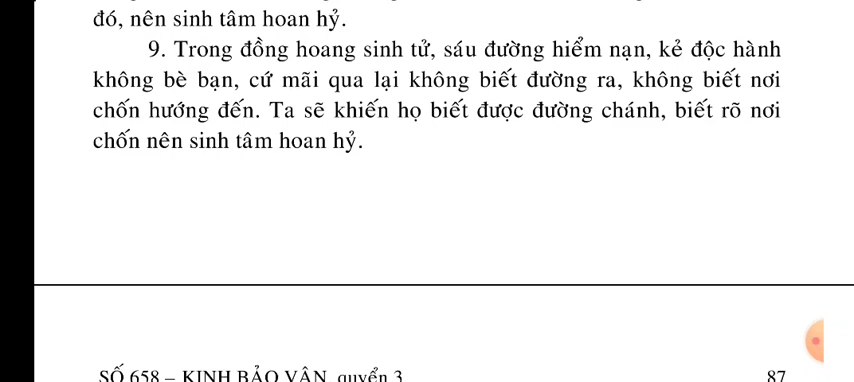 đó, nên sinh tâm hoan hỷ.
9. Trong đồng hoang sinh tử, sáu đường hiểm nạn, kẻ độc hành
không bè bạn, cứ mãi qua lại không biết đường ra, không biết nơi
chốn hướng đến. Ta sẽ khiến họ biết được đường chánh, biết rõ nơi
chốn nên sinh tâm hoan hỷ.
SỐ 658 – KINH BẢO VÂN, quyển 3
87